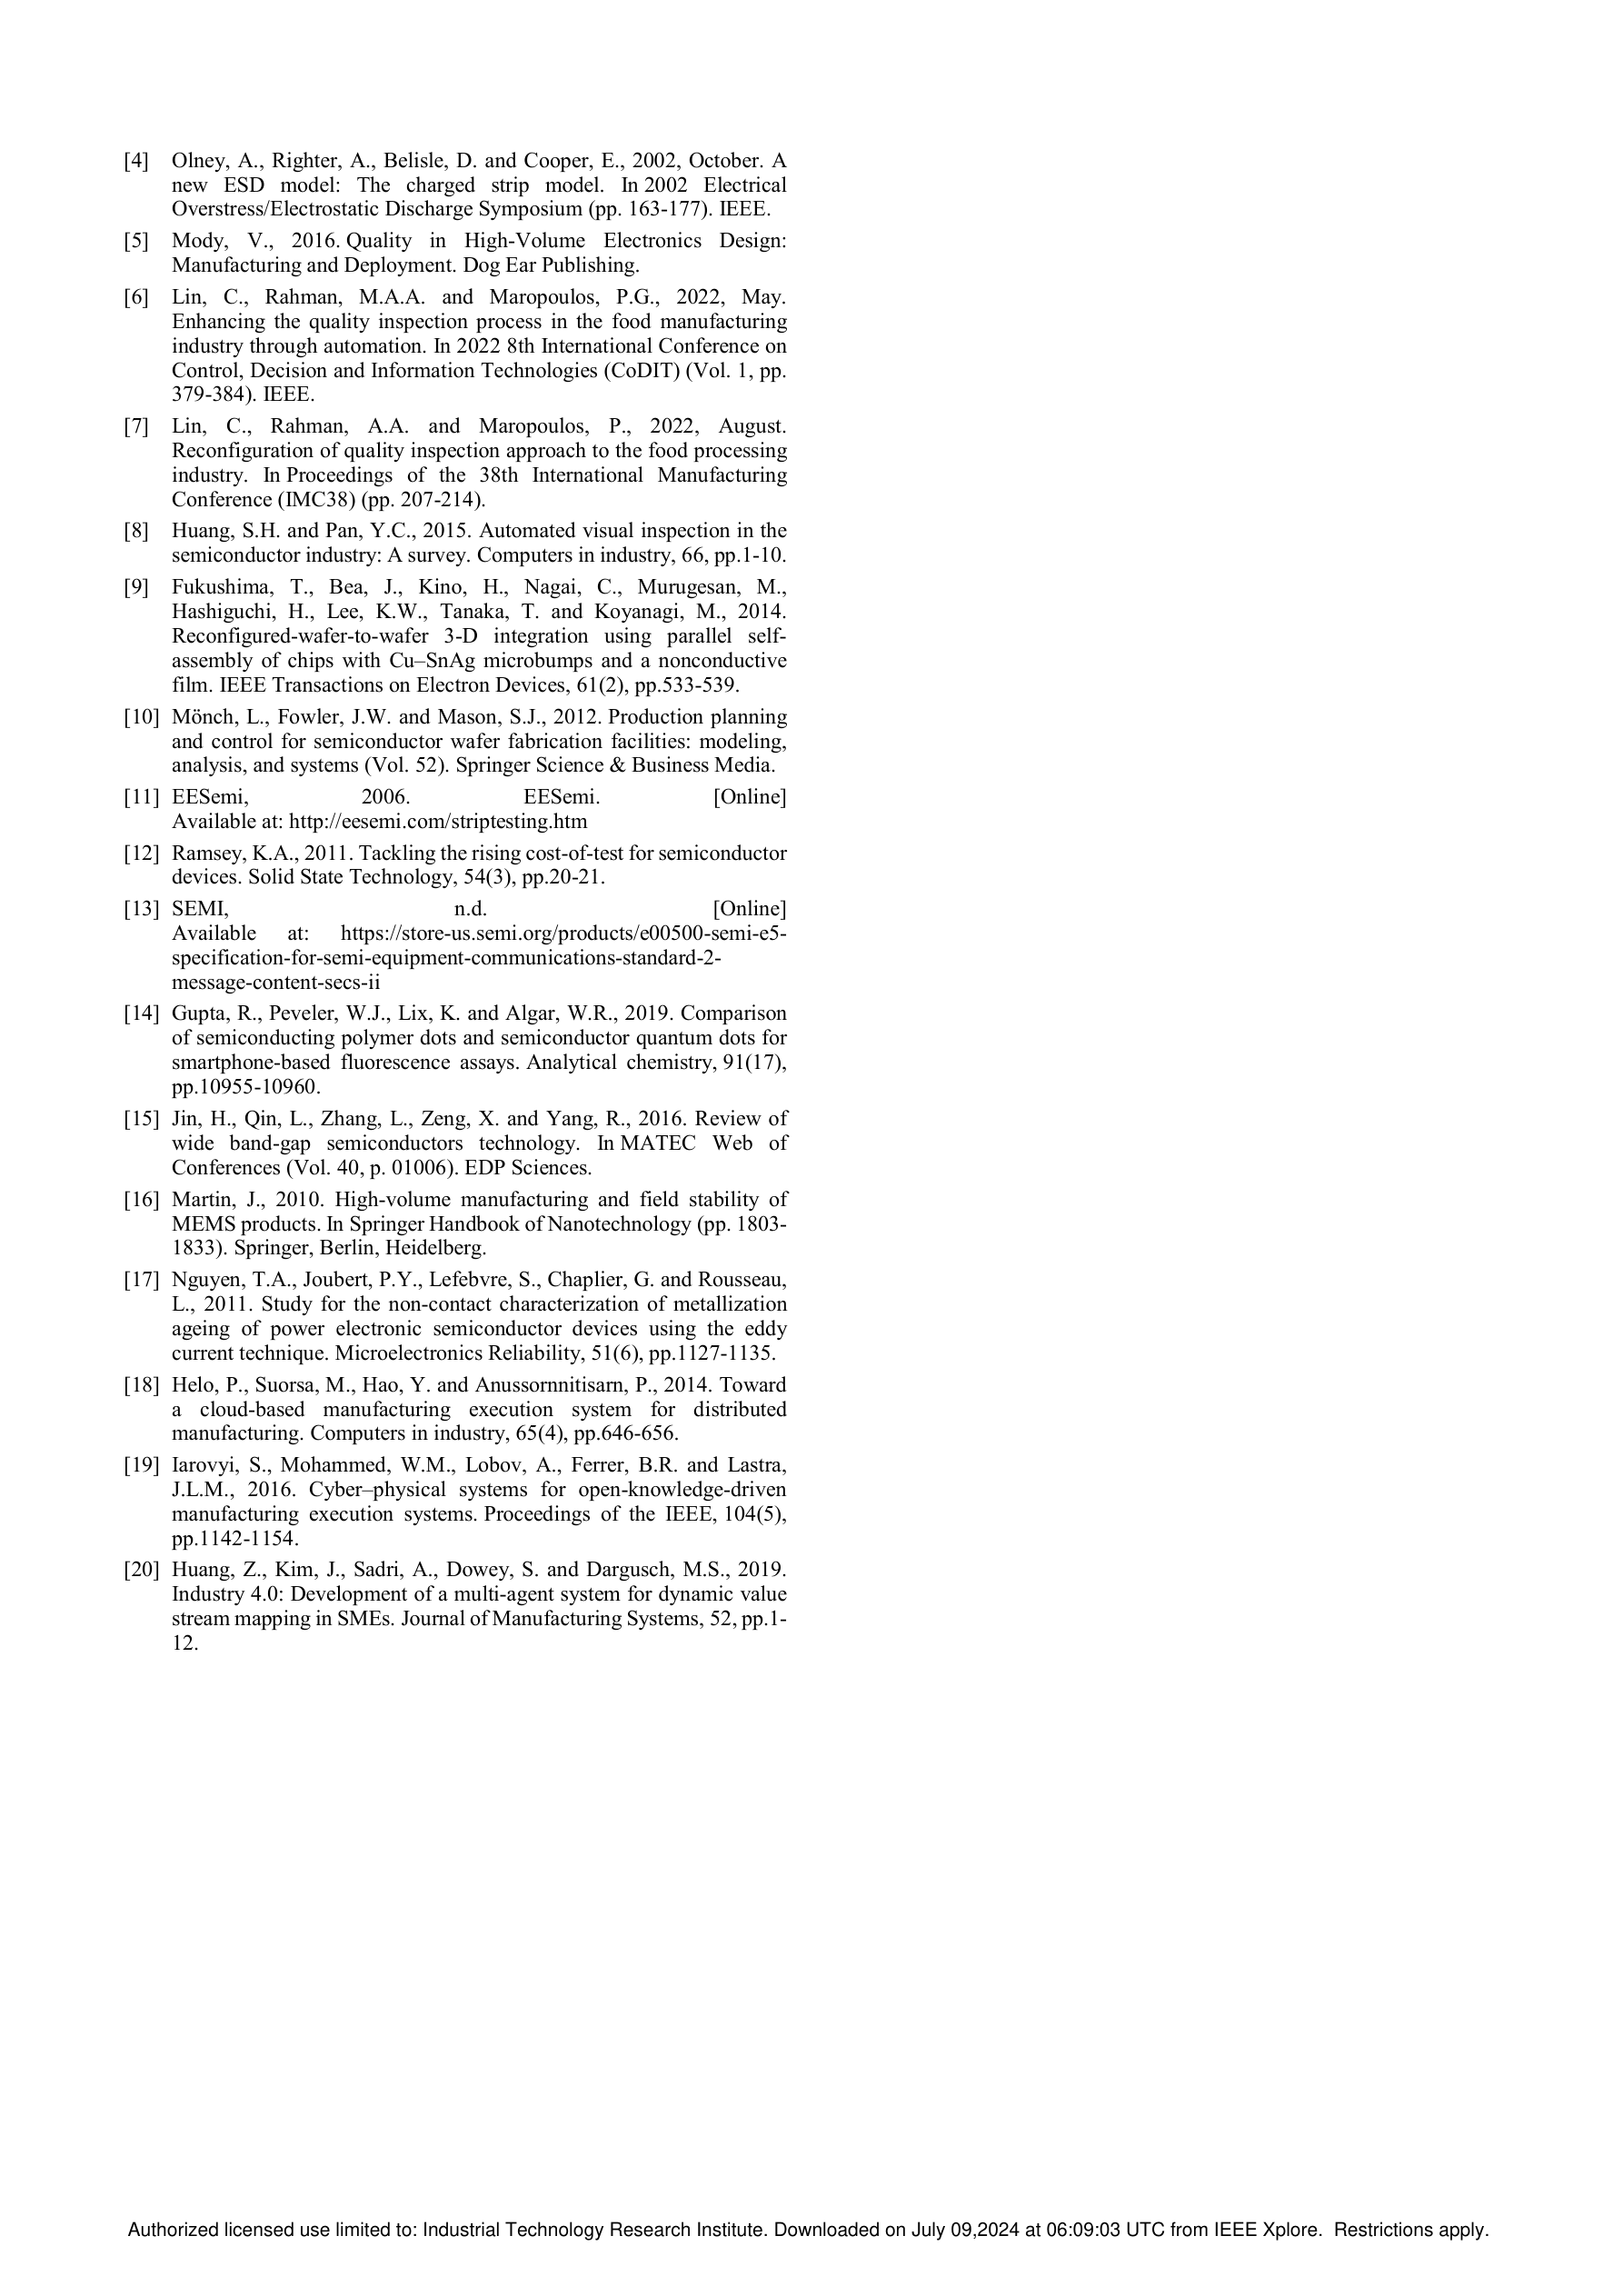 [4] Olney, A., Righter, A., Belisle, D. and Cooper, E., 2002, October. A
new ESD model: The charged strip model. In 2002 Electrical
Overstress/Electrostatic Discharge Symposium (pp. 163-177). IEEE.
[5] Mody, V., 2016. Quality in High-Volume Electronics Design:
Manufacturing and Deployment. Dog Ear Publishing.
[6] Lin, C., Rahman, M.A.A. and Maropoulos, P.G., 2022, May.
Enhancing the quality inspection process in the food manufacturing
industry through automation. In 2022 8th International Conference on
Control, Decision and Information Technologies (CoDIT) (Vol. 1, pp.
379-384). IEEE.
[7] Lin, C., Rahman, A.A. and Maropoulos, P., 2022, August.
Reconfiguration of quality inspection approach to the food processing
industry. In Proceedings of the 38th International Manufacturing
Conference (IMC38) (pp. 207-214).
[8] Huang, S.H. and Pan, Y.C., 2015. Automated visual inspection in the
semiconductor industry: A survey. Computers in industry, 66, pp.1-10.
[9] Fukushima, T., Bea, J., Kino, H., Nagai, C., Murugesan, M.,
Hashiguchi, H., Lee, K.W., Tanaka, T. and Koyanagi, M., 2014.
Reconfigured-wafer-to-wafer 3-D integration using parallel self-
assembly of chips with Cu–SnAg microbumps and a nonconductive
film. IEEE Transactions on Electron Devices, 61(2), pp.533-539.
[10] Mönch, L., Fowler, J.W. and Mason, S.J., 2012. Production planning
and control for semiconductor wafer fabrication facilities: modeling,
analysis, and systems (Vol. 52). Springer Science & Business Media.
[11] EESemi, 2006. EESemi. [Online]
Available at: http://eesemi.com/striptesting.htm
[12] Ramsey, K.A., 2011. Tackling the rising cost-of-test for semiconductor
devices. Solid State Technology, 54(3), pp.20-21.
[13] SEMI, n.d. [Online]
Available at: https://store-us.semi.org/products/e00500-semi-e5-
specification-for-semi-equipment-communications-standard-2-
message-content-secs-ii
[14] Gupta, R., Peveler, W.J., Lix, K. and Algar, W.R., 2019. Comparison
of semiconducting polymer dots and semiconductor quantum dots for
smartphone-based fluorescence assays. Analytical chemistry, 91(17),
pp.10955-10960.
[15] Jin, H., Qin, L., Zhang, L., Zeng, X. and Yang, R., 2016. Review of
wide band-gap semiconductors technology. In MATEC Web of
Conferences (Vol. 40, p. 01006). EDP Sciences.
[16] Martin, J., 2010. High-volume manufacturing and field stability of
MEMS products. In Springer Handbook of Nanotechnology (pp. 1803-
1833). Springer, Berlin, Heidelberg.
[17] Nguyen, T.A., Joubert, P.Y., Lefebvre, S., Chaplier, G. and Rousseau,
L., 2011. Study for the non-contact characterization of metallization
ageing of power electronic semiconductor devices using the eddy
current technique. Microelectronics Reliability, 51(6), pp.1127-1135.
[18] Helo, P., Suorsa, M., Hao, Y. and Anussornnitisarn, P., 2014. Toward
a cloud-based manufacturing execution system for distributed
manufacturing. Computers in industry, 65(4), pp.646-656.
[19] Iarovyi, S., Mohammed, W.M., Lobov, A., Ferrer, B.R. and Lastra,
J.L.M., 2016. Cyber–physical systems for open-knowledge-driven
manufacturing execution systems. Proceedings of the IEEE, 104(5),
pp.1142-1154.
[20] Huang, Z., Kim, J., Sadri, A., Dowey, S. and Dargusch, M.S., 2019.
Industry 4.0: Development of a multi-agent system for dynamic value
stream mapping in SMEs. Journal of Manufacturing Systems, 52, pp.1-
12.
Authorized licensed use limited to: Industrial Technology Research Institute. Downloaded on July 09,2024 at 06:09:03 UTC from IEEE Xplore. Restrictions apply.